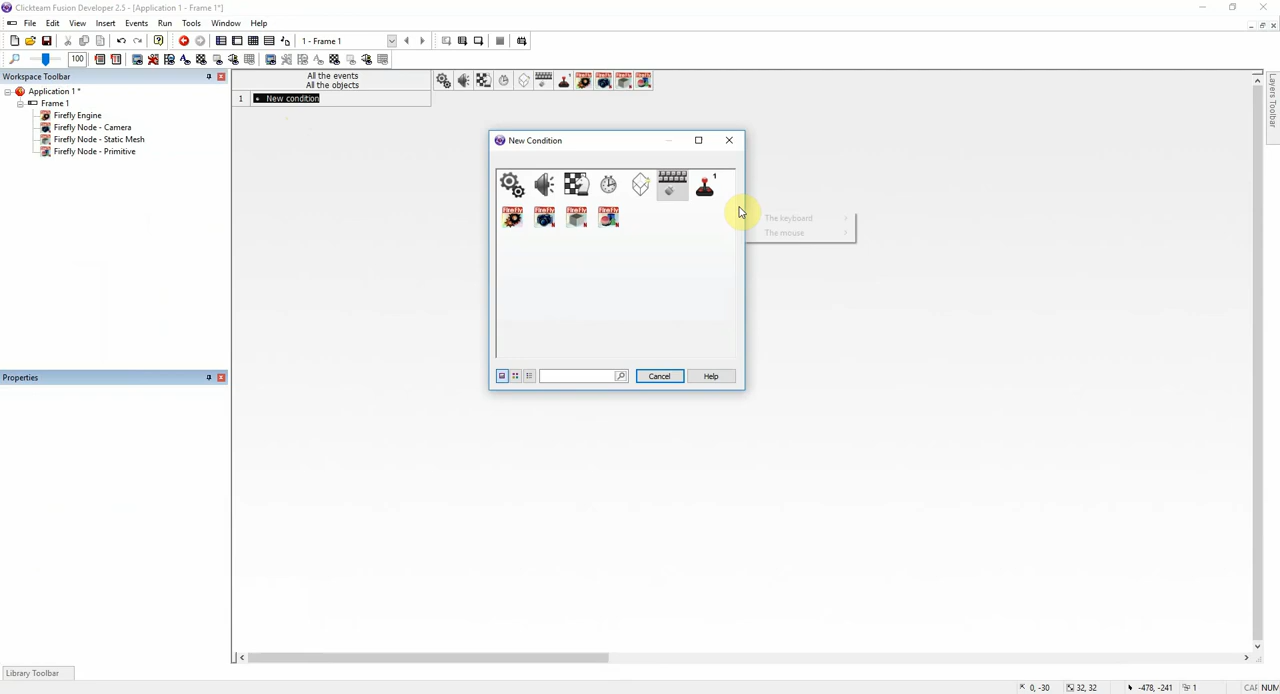 Clickteam Fusion Developer 2.5 - [Application 1 - Frame 1*]
File Edit View Insert Events Run Tools Window Help
1 - Frame 1
100
Workspace Toolbar
Application 1 *
Frame 1
Firefly Engine
Firefly Node - Camera
Firefly Node - Static Mesh
Firefly Node - Primitive
All the events
All the objects
1 New condition
New Condition
1
The keyboard
The mouse
Cancel Help
Properties
Layers Toolbar
Library Toolbar
0, -30 32, 32 -478, -241 1 CAP NUM